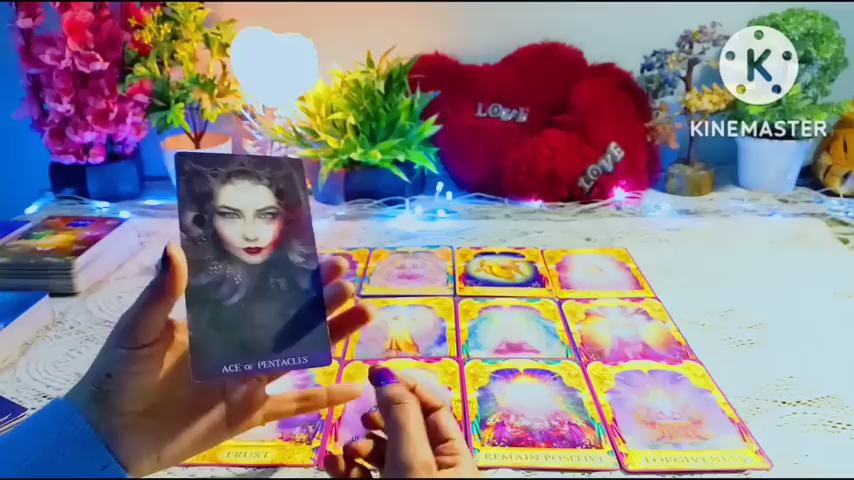 K
KINEMASTER
LOVE
LOVE
ACE OF PENTACLES
TRUST
REMAIN POSITIVE
FORGIVENESS